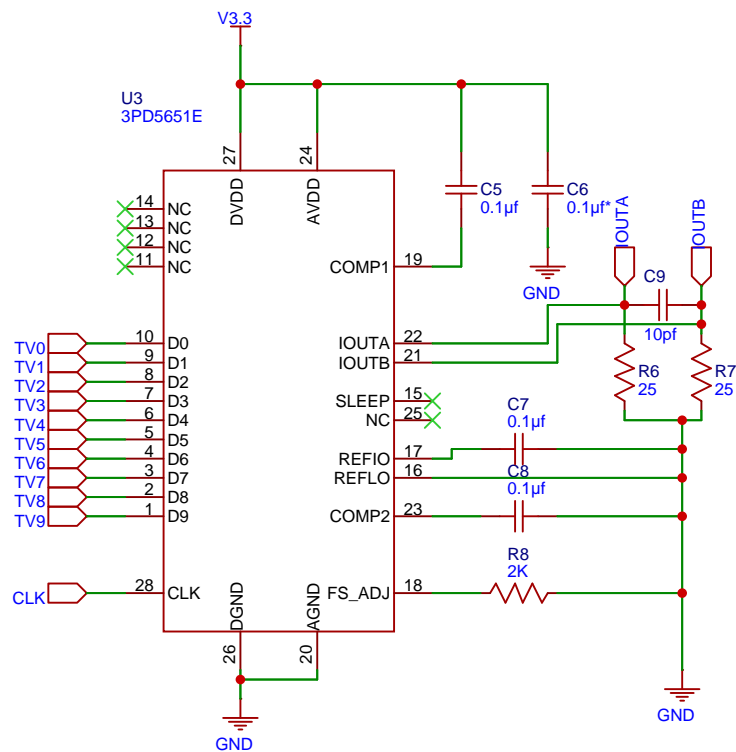 V3.3
U3
3PD5651E
27
24
DVDD
AVDD
C5
0.1µf
C6
0.1µf*
GND
IOUTA
IOUTB
14 NC
13 NC
12 NC
11 NC
COMP1 19
C9
10pf
TV0 10 D0
TV1 9 D1
TV2 8 D2
TV3 7 D3
TV4 6 D4
TV5 5 D5
TV6 4 D6
TV7 3 D7
TV8 2 D8
TV9 1 D9
IOUTA 22
IOUTB 21
R6
25
R7
25
SLEEP 15
NC 25
C7
0.1µf
REFIO 17
REFLO 16
C8
0.1µf
COMP2 23
R8
2K
CLK 28 CLK
FS_ADJ 18
DGND
AGND
26
20
GND
GND